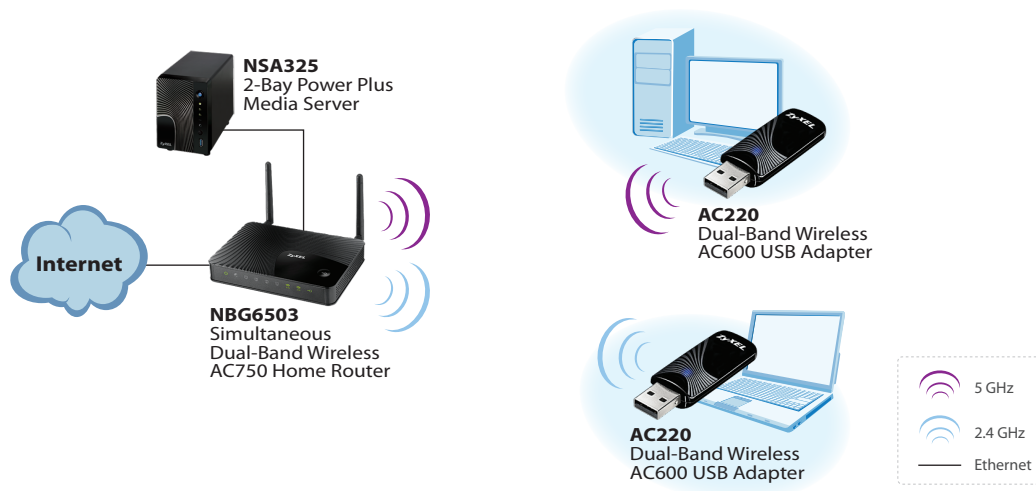 NSA325
2-Bay Power Plus
Media Server
Internet
ZyXEL
NBG6503
Simultaneous
Dual-Band Wireless
AC750 Home Router
ZyXEL
AC220
Dual-Band Wireless
AC600 USB Adapter
ZyXEL
AC220
Dual-Band Wireless
AC600 USB Adapter
5 GHz
2.4 GHz
Ethernet